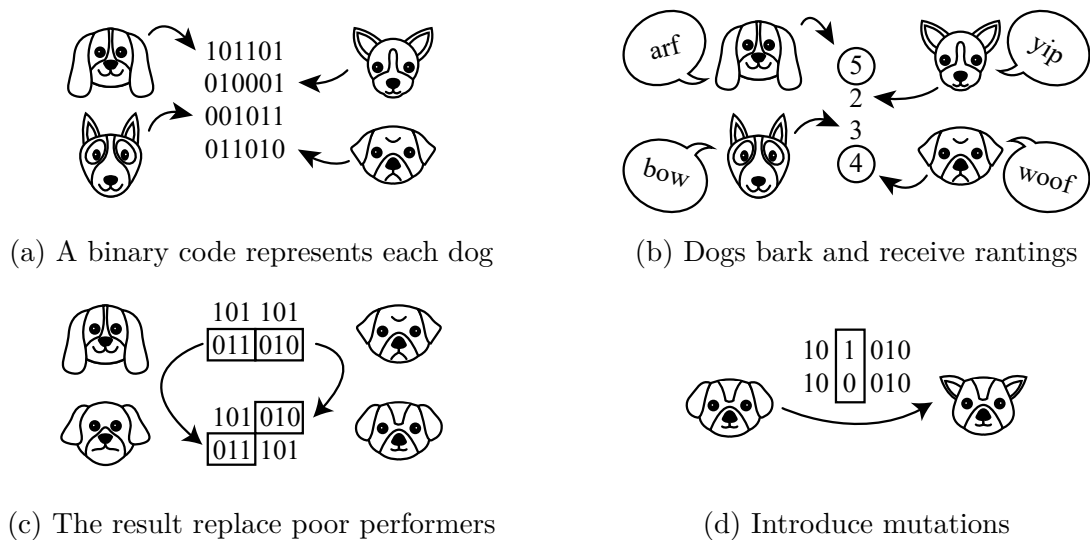 101101
010001
001011
011010
(a) A binary code represents each dog
arf
yip
5
2
3
4
bow
woof
(b) Dogs bark and receive rantings
101 101
011 010
101 010
011 101
(c) The result replace poor performers
10 1 010
10 0 010
(d) Introduce mutations